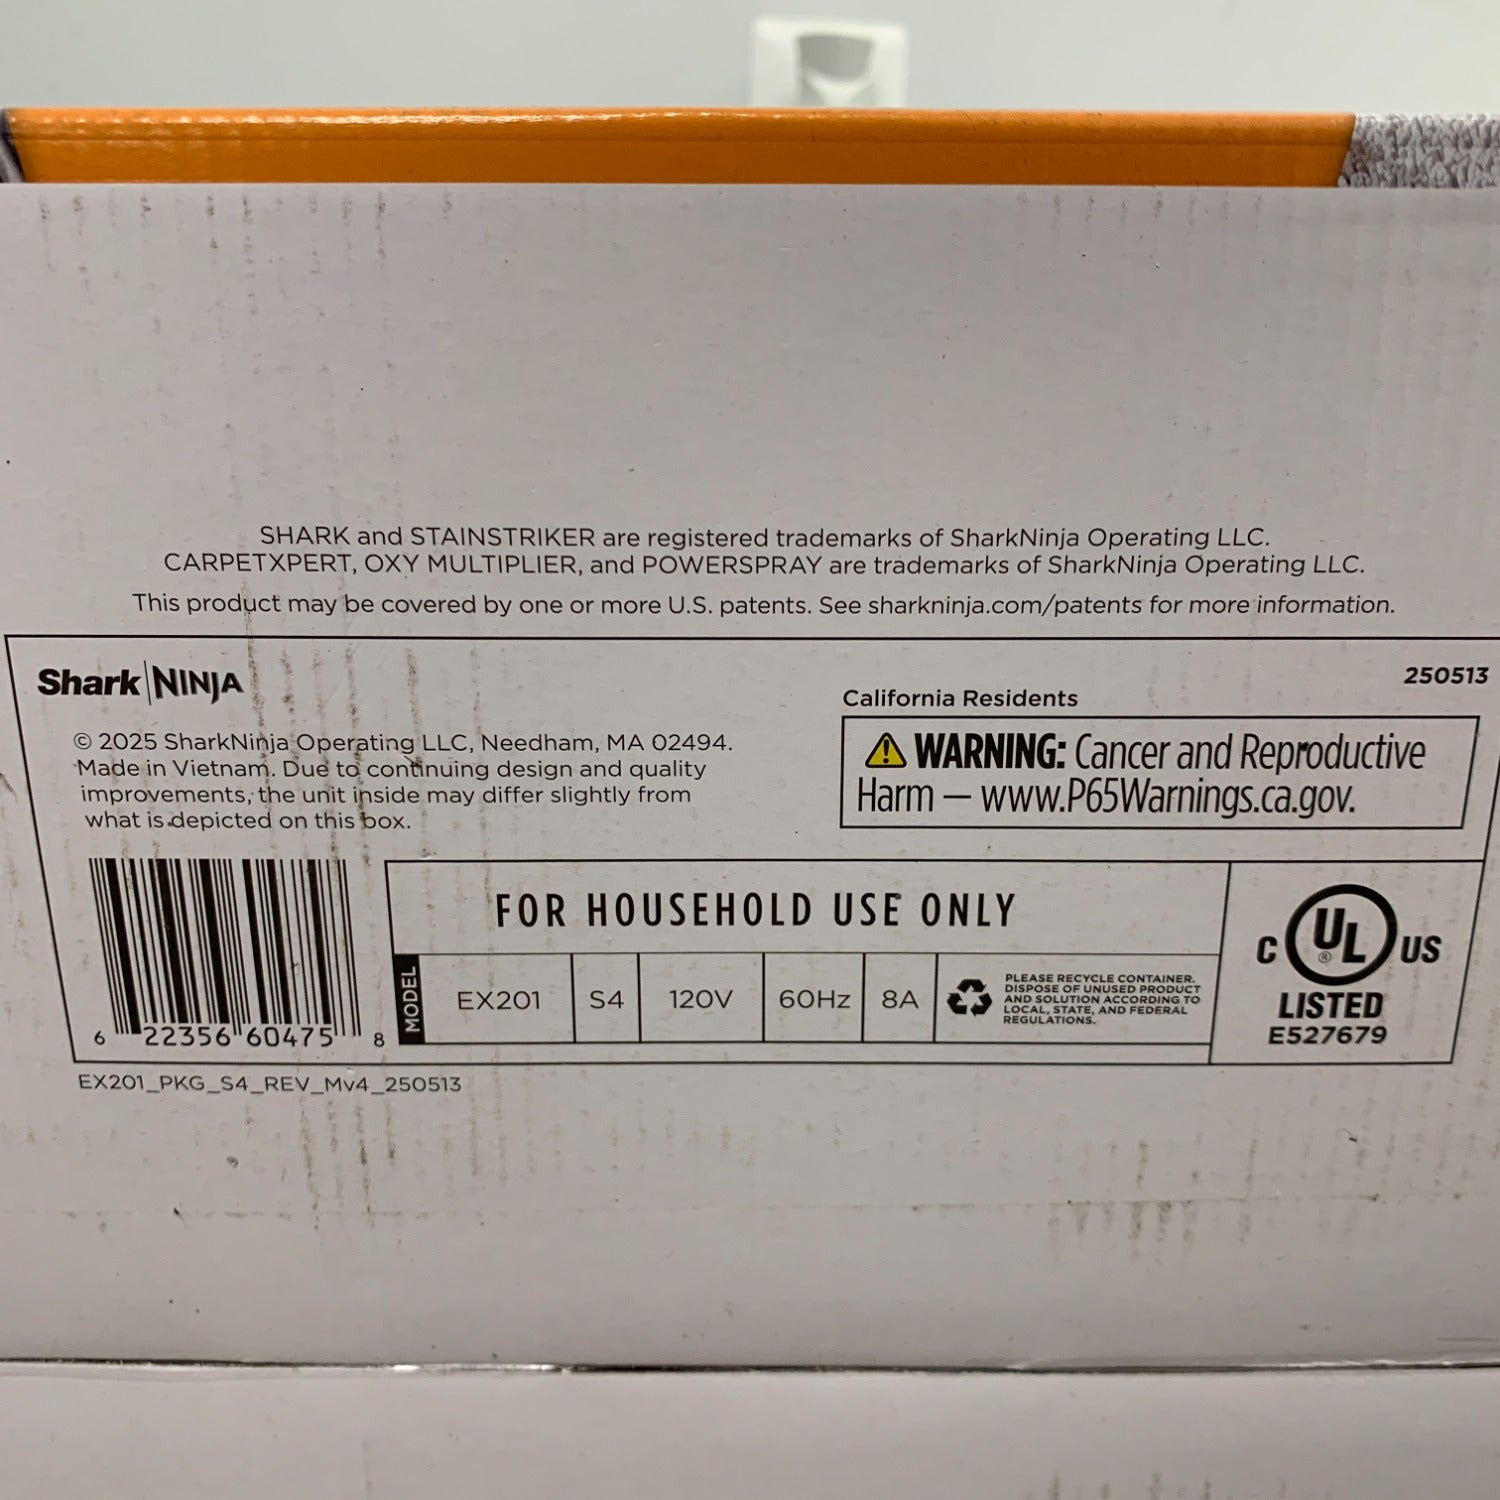 SHARK and STAINSTRIKER are registered trademarks of SharkNinja Operating LLC.
CARPETXPERT, OXY MULTIPLIER, and POWERSPRAY are trademarks of SharkNinja Operating LLC.
This product may be covered by one or more U.S. patents. See sharkninja.com/patents for more information.
Shark NINJA
© 2025 SharkNinja Operating LLC, Needham, MA 02494.
Made in Vietnam. Due to continuing design and quality
improvements, the unit inside may differ slightly from
what is depicted on this box.
250513
California Residents
⚠ WARNING: Cancer and Reproductive
Harm — www.P65Warnings.ca.gov.
6 22356 60475 8
FOR HOUSEHOLD USE ONLY
MODEL
EX201 S4 120V 60Hz 8A
PLEASE RECYCLE CONTAINER.
DISPOSE OF UNUSED PRODUCT
AND SOLUTION ACCORDING TO
LOCAL, STATE, AND FEDERAL
REGULATIONS.
C UL® US
LISTED
E527679
EX201_PKG_S4_REV_Mv4_250513